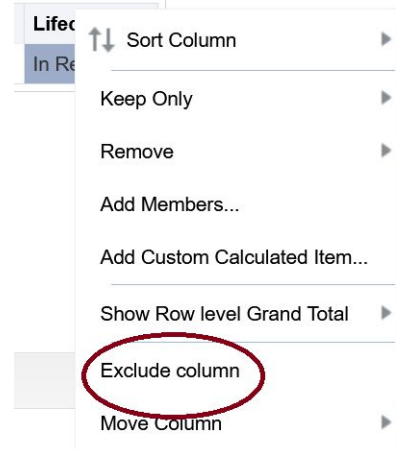 Lifec
In Re
Sort Column
Keep Only
Remove
Add Members...
Add Custom Calculated Item...
Show Row level Grand Total
Exclude column
Move Column